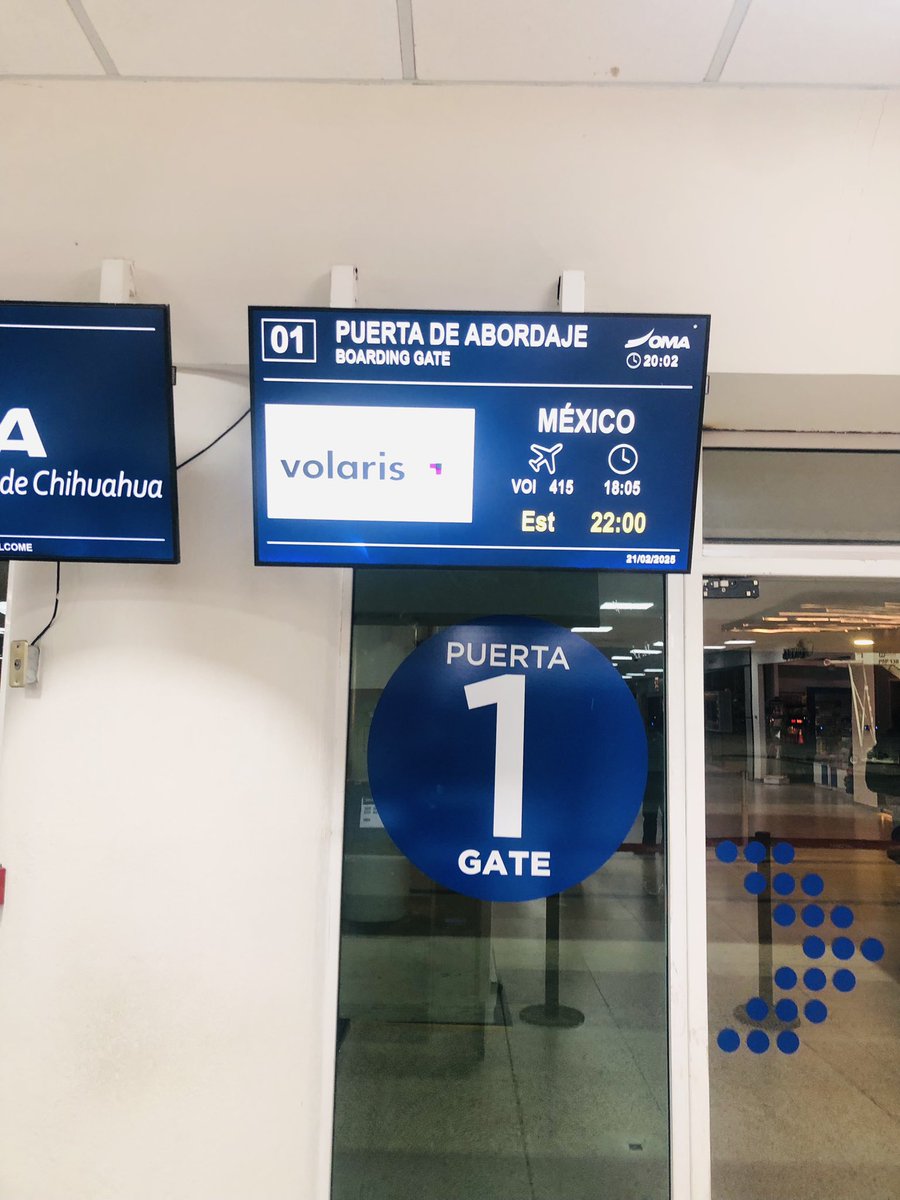 A
de Chihuahua
LCOME
01
PUERTA DE ABORDAJE
BOARDING GATE
OMA
20:02
volaris
MÉXICO
VOI 415
18:05
Est 22:00
21/02/2025
PUERTA
1
GATE